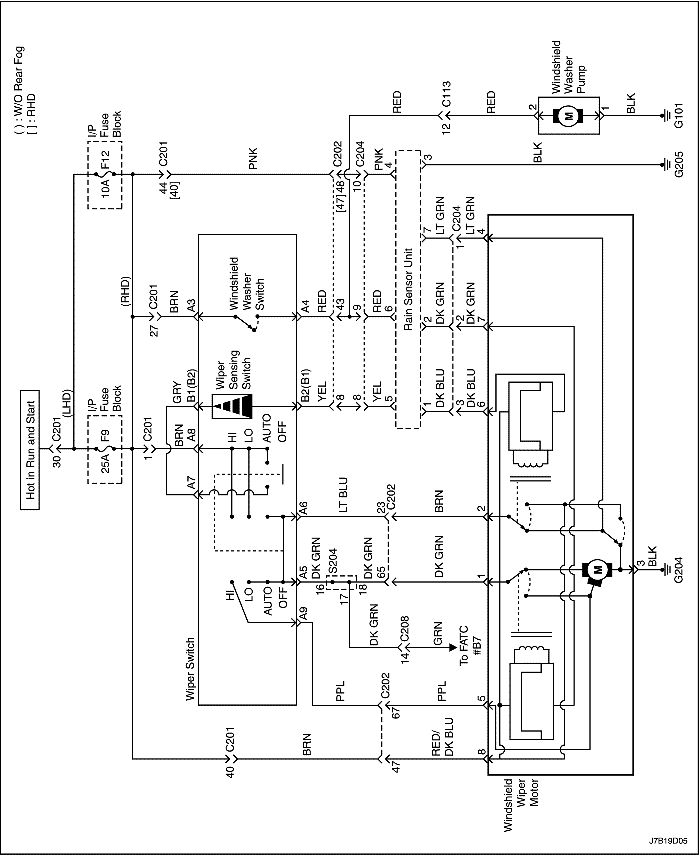 ( ) : W/O Rear Fog
[ ] : RHD
Hot in Run and Start
30
C201
(LHD)
I/P
Fuse
Block
25A
F9
I/P
Fuse
Block
10A
F12
(RHD)
40
C201
BRN
1
C201
BRN
27
C201
BRN
44
[40]
C201
PNK
Wiper Switch
A7
A8
GRY
B1(B2)
A3
HI
LO
AUTO
OFF
HI
LO
AUTO
OFF
Wiper
Sensing
Switch
Windshield
Washer
Switch
A9
A5
A6
B2(B1)
A4
PPL
DK GRN
16
S204
17
18
DK GRN
65
LT BLU
23
C202
YEL
8
8
YEL
5
RED
43
9
RED
6
C202
[47]
48
C204
10
PNK
4
DK GRN
14
C208
GRN
To FATC
#B7
67
C202
PPL
47
RED/
DK BLU
DK GRN
BRN
Rain Sensor Unit
1
2
7
3
DK BLU
DK GRN
LT GRN
3
2
1
C204
DK BLU
DK GRN
LT GRN
BLK
G205
RED
12
C113
RED
2
Windshield
Washer
Pump
M
1
BLK
G101
Windshield
Wiper
Motor
8
5
1
2
6
7
4
M
3
BLK
G204
J7B19D05